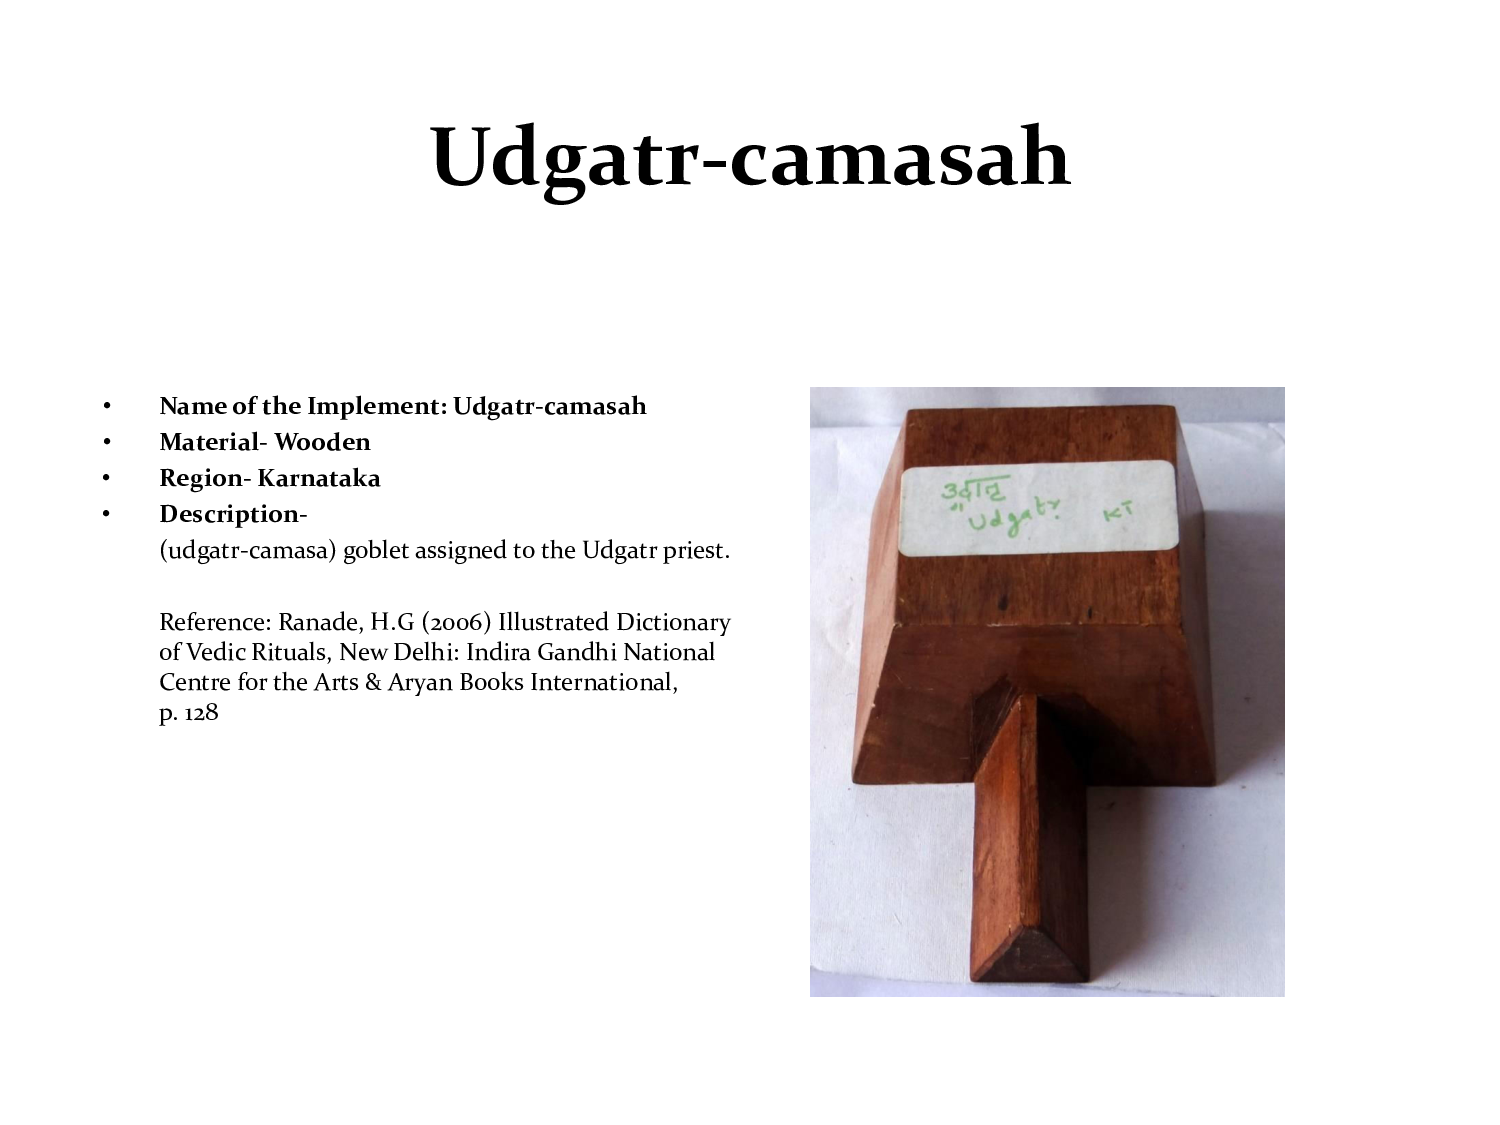 Udgatr-camasah
• Name of the Implement: Udgatr-camasah
• Material- Wooden
• Region- Karnataka
• Description-
(udgatr-camasa) goblet assigned to the Udgatr priest.
Reference: Ranade, H.G (2006) Illustrated Dictionary
of Vedic Rituals, New Delhi: Indira Gandhi National
Centre for the Arts & Aryan Books International,
p. 128
उद्गातृ
Udgatr. KT